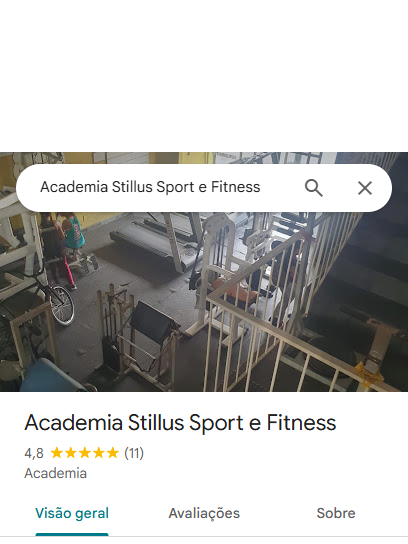 Academia Stillus Sport e Fitness
Academia Stillus Sport e Fitness
4,8 (11)
Academia
Visão geral Avaliações Sobre